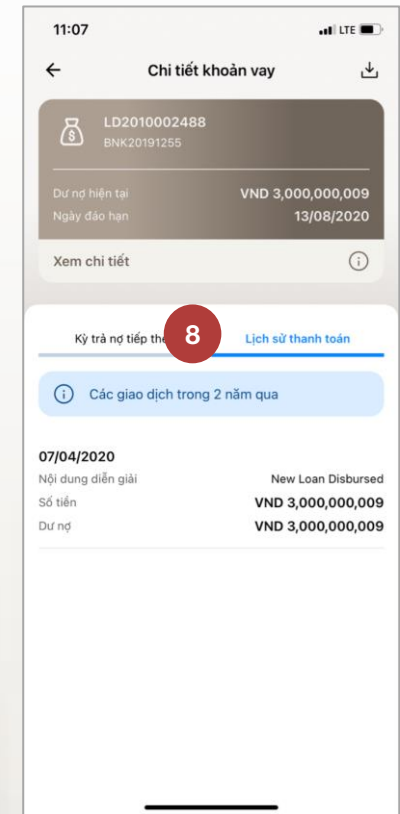 11:07 LTE
Chi tiết khoản vay
LD2010002488
BNK20191255
Dư nợ hiện tại VND 3,000,000,009
Ngày đáo hạn 13/08/2020
Xem chi tiết
Kỳ trả nợ tiếp the 8 Lịch sử thanh toán
Các giao dịch trong 2 năm qua
07/04/2020
Nội dung diễn giải New Loan Disbursed
Số tiền VND 3,000,000,009
Dư nợ VND 3,000,000,009